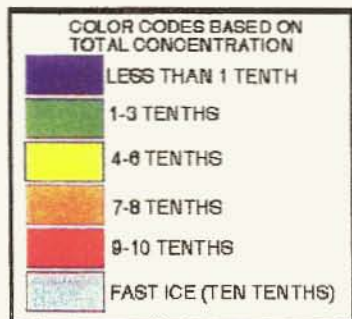 COLOR CODES BASED ON
TOTAL CONCENTRATION
LESS THAN 1 TENTH
1-3 TENTHS
4-6 TENTHS
7-8 TENTHS
9-10 TENTHS
FAST ICE (TEN TENTHS)